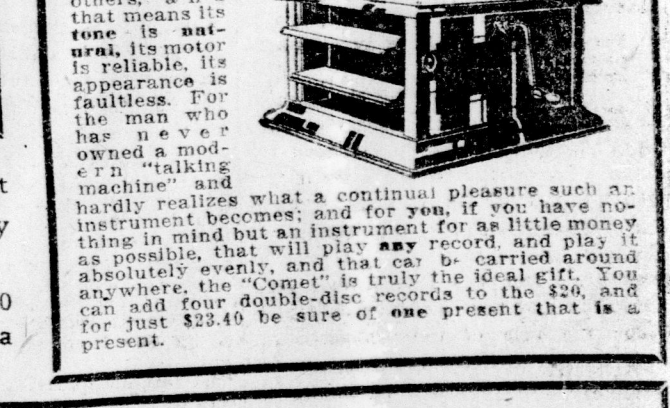 others, and
that means its
tone is nat-
ural, its motor
is reliable, its
appearance is
faultless. For
the man who
has never
owned a mod-
ern "talking
machine" and
hardly realizes what a continual pleasure such an
instrument becomes; and for you, if you have no-
thing in mind but an instrument for as little money
as possible, that will play any record, and play it
absolutely evenly, and that can be carried around
anywhere, the "Comet" is truly the ideal gift. You
can add four double-disc records to the $20, and
for just $23.40 be sure of one present that is a
present.
t
y
0
a